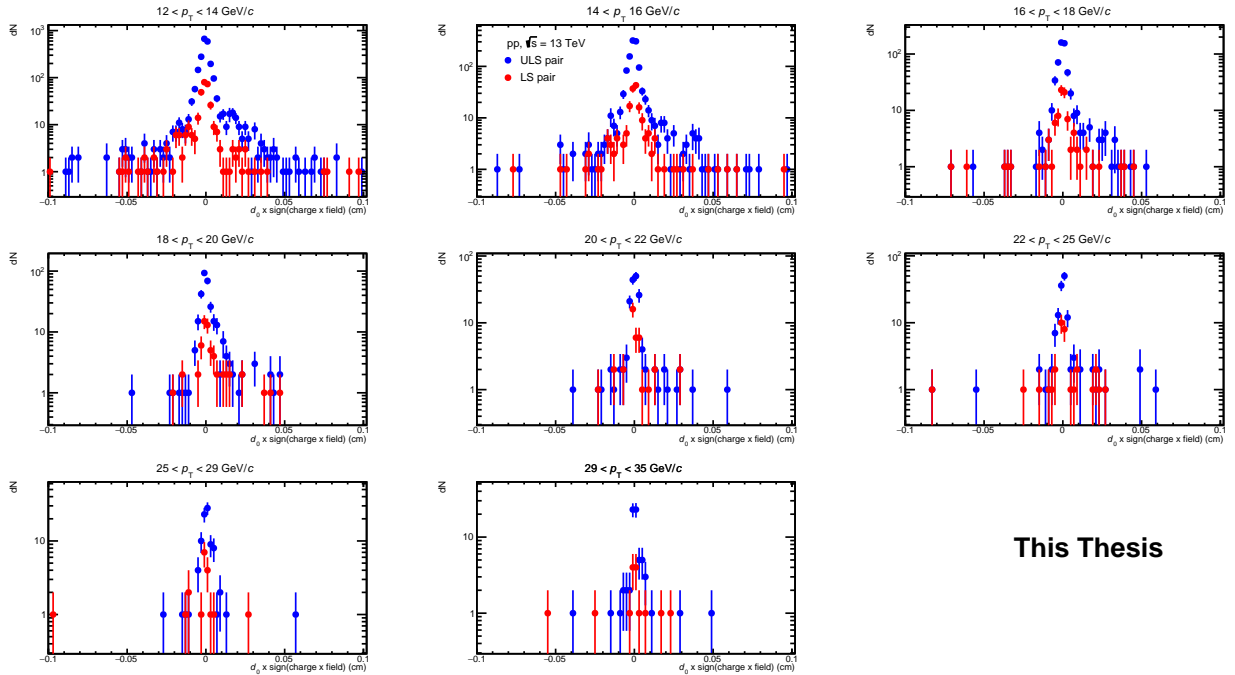 12 < p_T < 14 GeV/c
dN
10³
10²
10
1
−0.1 −0.05 0 0.05 0.1
d₀ x sign(charge x field) (cm)
14 < p_T 16 GeV/c
dN
pp, √s = 13 TeV
ULS pair
LS pair
10²
10
1
−0.1 −0.05 0 0.05 0.1
d₀ x sign(charge x field) (cm)
16 < p_T < 18 GeV/c
dN
10²
10
1
−0.1 −0.05 0 0.05 0.1
d₀ x sign(charge x field) (cm)
18 < p_T < 20 GeV/c
dN
10²
10
1
−0.1 −0.05 0 0.05 0.1
d₀ x sign(charge x field) (cm)
20 < p_T < 22 GeV/c
dN
10²
10
1
−0.1 −0.05 0 0.05 0.1
d₀ x sign(charge x field) (cm)
22 < p_T < 25 GeV/c
dN
10²
10
1
−0.1 −0.05 0 0.05 0.1
d₀ x sign(charge x field) (cm)
25 < p_T < 29 GeV/c
dN
10
1
−0.1 −0.05 0 0.05 0.1
d₀ x sign(charge x field) (cm)
29 < p_T < 35 GeV/c
dN
10
1
−0.1 −0.05 0 0.05 0.1
d₀ x sign(charge x field) (cm)
This Thesis